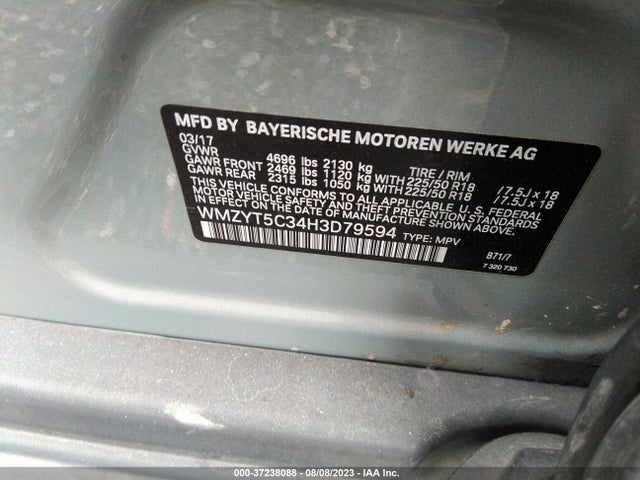 MFD BY BAYERISCHE MOTOREN WERKE AG
03/17
GVWR 4696 lbs 2130 kg TIRE / RIM
GAWR FRONT 2469 lbs 1120 kg WITH 225/50 R18 / 7.5J x 18
GAWR REAR 2315 lbs 1050 kg WITH 225/50 R18 / 7.5J x 18
THIS VEHICLE CONFORMS TO ALL APPLICABLE U. S. FEDERAL
MOTOR VEHICLE SAFETY, BUMPER, AND THEFT PREVENTION STANDARDS
IN EFFECT ON THE DATE OF MANUFACTURE SHOWN ABOVE.
WMZYT5C34H3D79594 TYPE: MPV
871/7
7 320 730
000-37238088 - 08/08/2023 - IAA Inc.